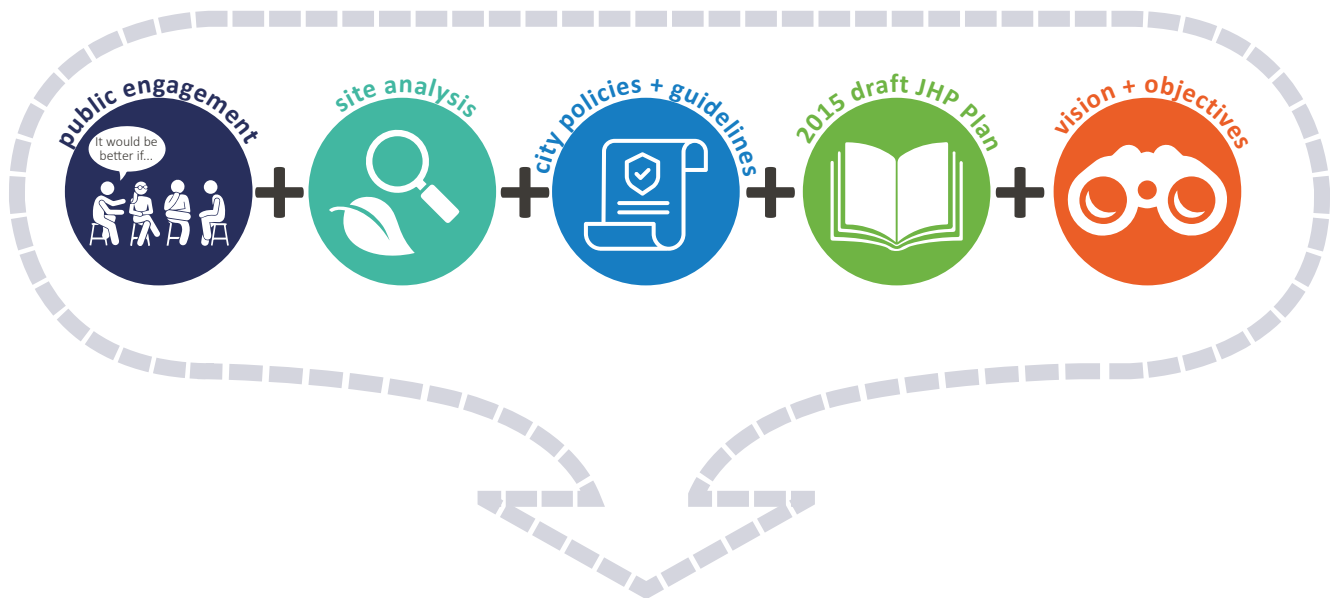 public engagement
It would be
better if...
site analysis
city policies + guidelines
2015 draft JHP Plan
vision + objectives